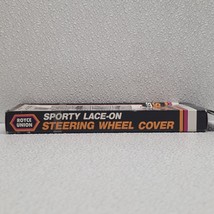 ROYCE
UNION
SPORTY LACE-ON
STEERING WHEEL COVER